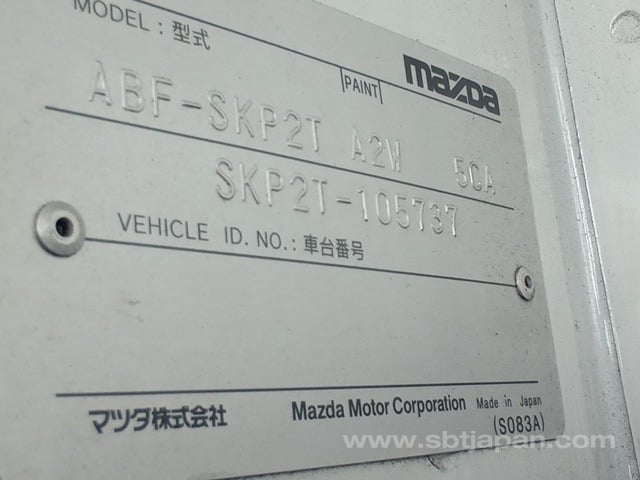 MODEL : 型式
PAINT
mazda
ABF-SKP2T A2W 5CA
SKP2T-105737
VEHICLE ID. NO. : 車台番号
マツダ株式会社 Mazda Motor Corporation Made in Japan
(S083A)
www.sbtjapan.com